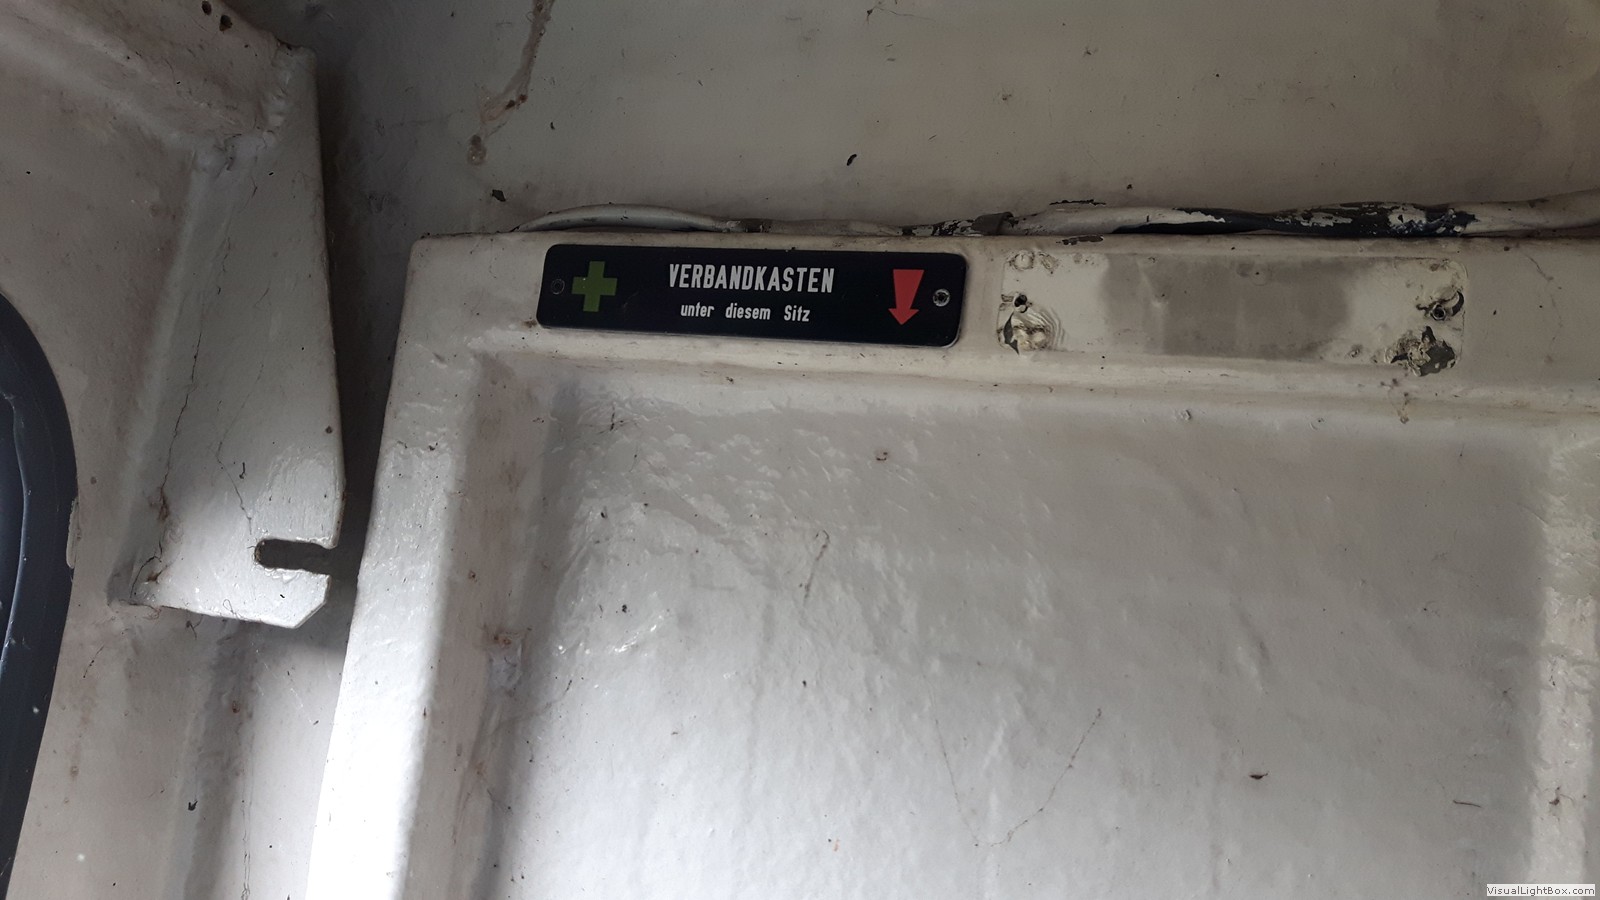 VERBANDKASTEN
unter diesem Sitz
VisualLightBox.com